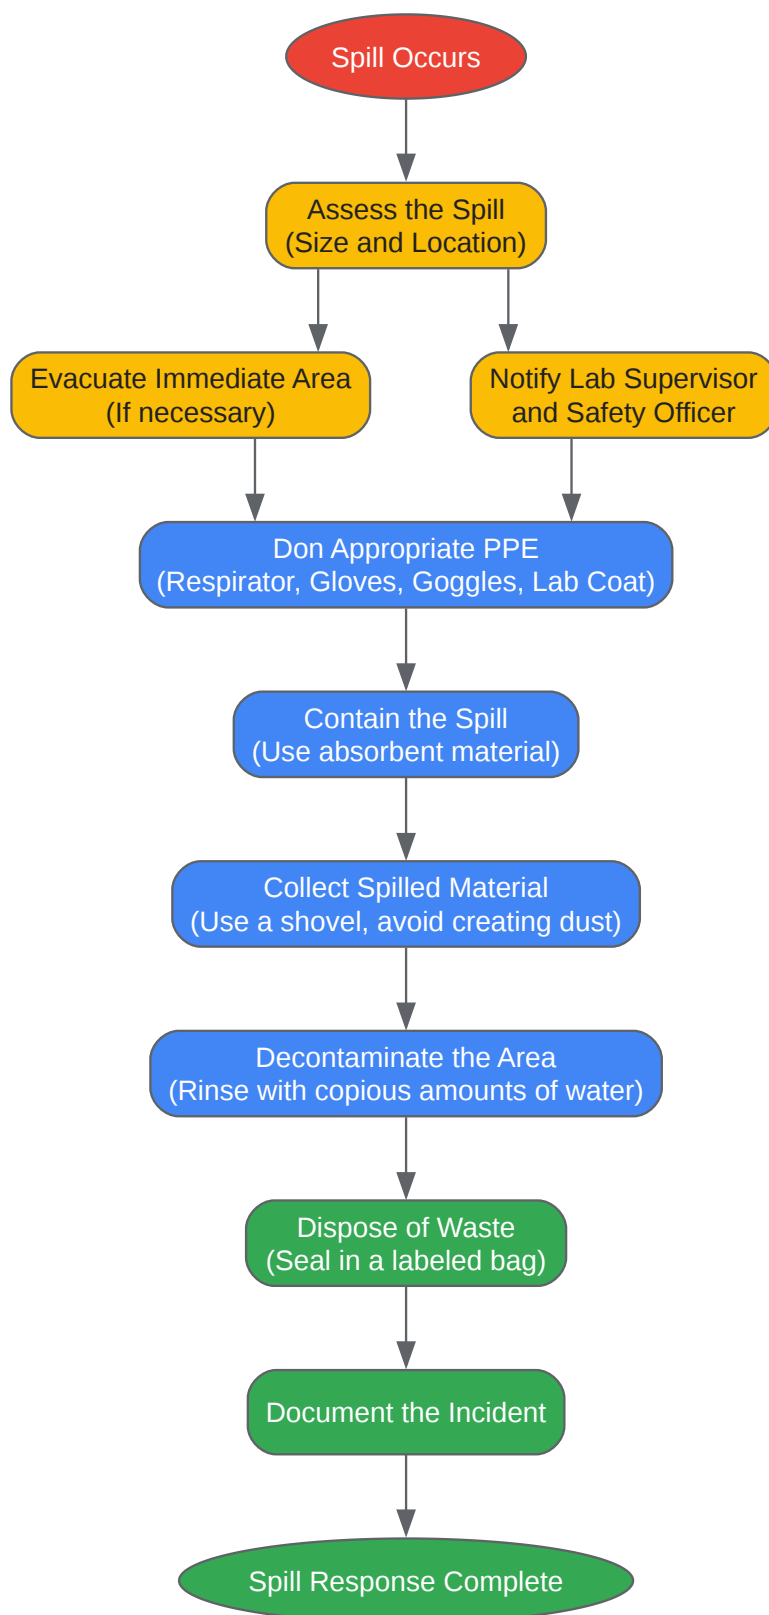 Spill Occurs
Assess the Spill
(Size and Location)
Evacuate Immediate Area
(If necessary)
Notify Lab Supervisor
and Safety Officer
Don Appropriate PPE
(Respirator, Gloves, Goggles, Lab Coat)
Contain the Spill
(Use absorbent material)
Collect Spilled Material
(Use a shovel, avoid creating dust)
Decontaminate the Area
(Rinse with copious amounts of water)
Dispose of Waste
(Seal in a labeled bag)
Document the Incident
Spill Response Complete